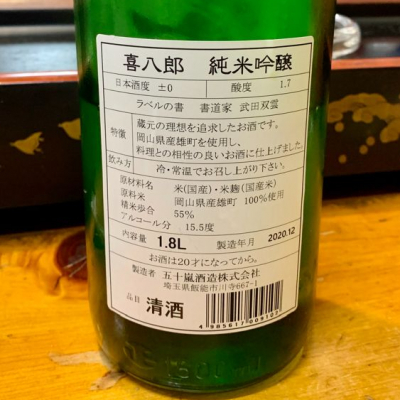 喜八郎 純米吟醸
日本酒度 ±0 酸度 1.7
ラベルの書 書道家 武田双雲
特徴 蔵元の理想を追求したお酒です。
岡山県産雄町を使用し、
料理との相性の良いお酒に仕上げました。
飲み方 冷・常温でお召し上がり下さい。
原材料名 米(国産)・米麹(国産米)
原料米 岡山県産雄町 100%使用
精米歩合 55%
アルコール分 15.5度
内容量 1.8L 製造年月 2020.12
お酒は20才になってから。
製造者 五十嵐酒造株式会社
埼玉県飯能市川寺667-1
品目 清酒
4 985617 009103